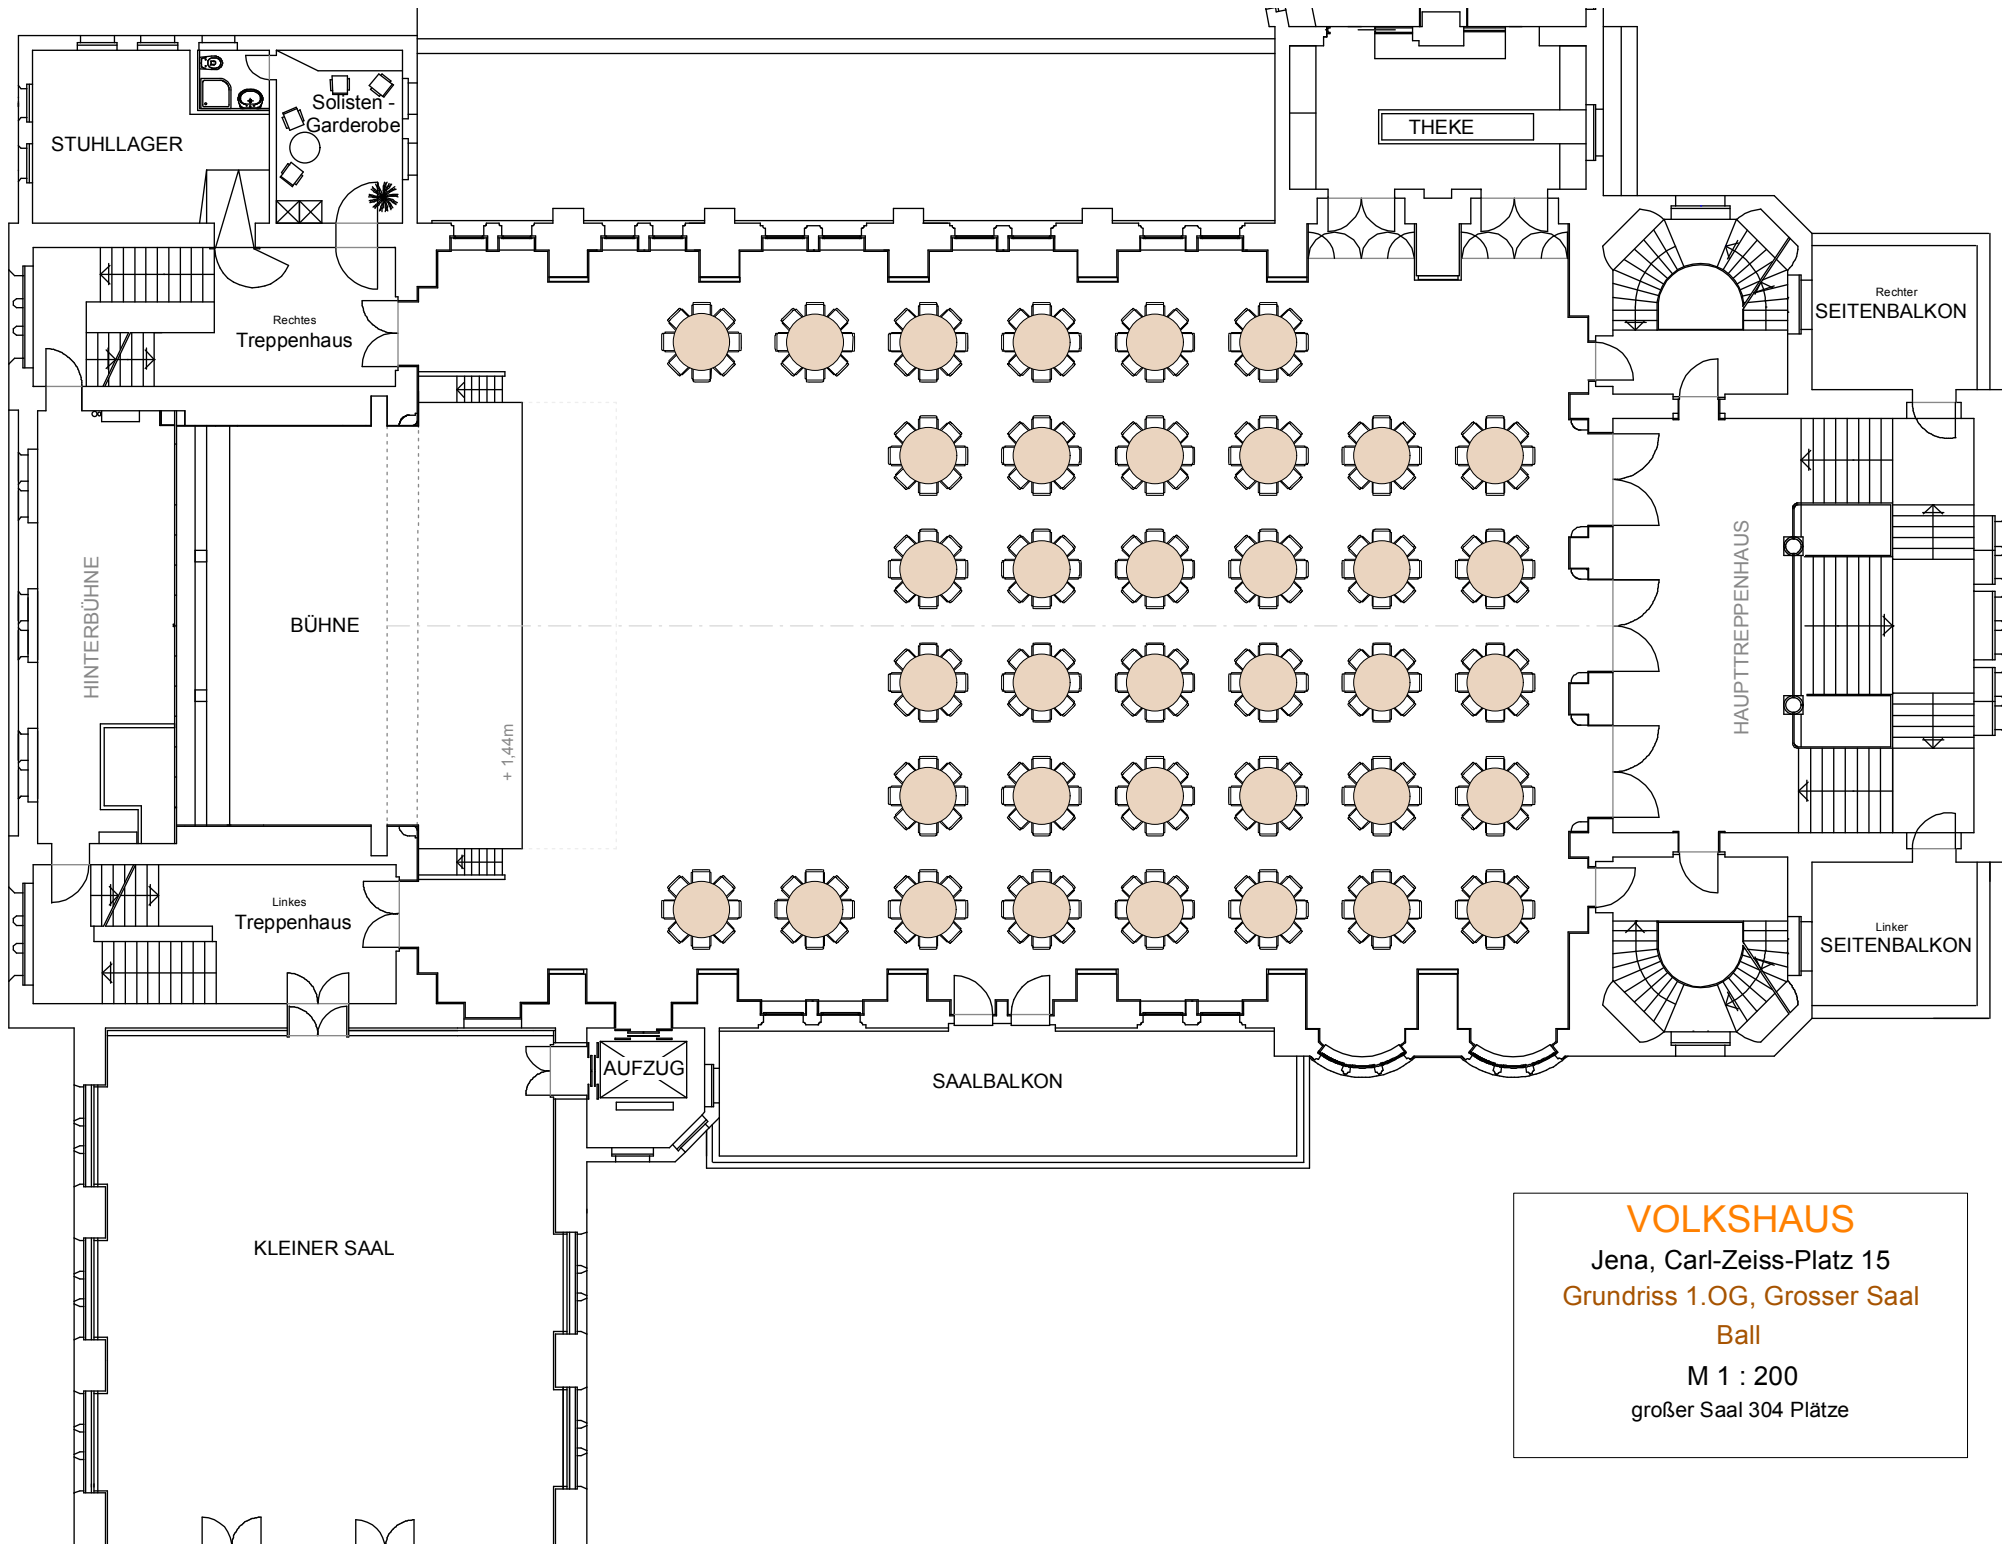 Solisten -
Garderobe
STUHLLAGER
THEKE
Rechtes
Treppenhaus
Rechter
SEITENBALKON
HINTERBÜHNE
BÜHNE
+ 1,44m
HAUPTTREPPENHAUS
Linkes
Treppenhaus
Linker
SEITENBALKON
AUFZUG
SAALBALKON
KLEINER SAAL
VOLKSHAUS
Jena, Carl-Zeiss-Platz 15
Grundriss 1.OG, Grosser Saal
Ball
M 1 : 200
großer Saal 304 Plätze